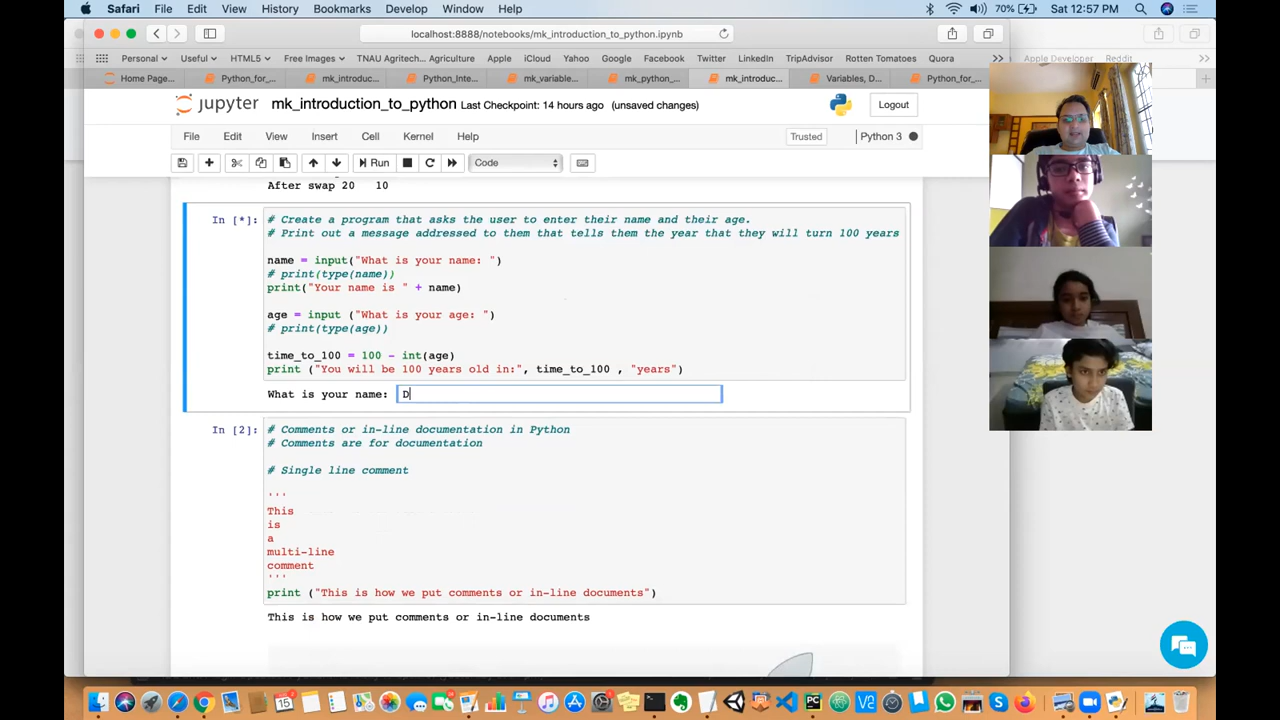 Safari File Edit View History Bookmarks Develop Window Help 70% Sat 12:57 PM
localhost:8888/notebooks/mk_introduction_to_python.ipynb
Personal Useful HTML5 Free Images TNAU Agritech... Agriculture Apple iCloud Yahoo Google Facebook Twitter LinkedIn TripAdvisor Rotten Tomatoes Quora Apple Developer Reddit
Home Page... Python_for_... mk_introduc... Python_Inte... mk_variable... mk_python_... mk_introduc... Variables, D... Python_for_...
jupyter mk_introduction_to_python Last Checkpoint: 14 hours ago (unsaved changes) Logout
File Edit View Insert Cell Kernel Help Trusted Python 3
Run Code
After swap 20 10
In [*]: # Create a program that asks the user to enter their name and their age.
# Print out a message addressed to them that tells them the year that they will turn 100 years
name = input("What is your name: ")
# print(type(name))
print("Your name is " + name)
age = input ("What is your age: ")
# print(type(age))
time_to_100 = 100 - int(age)
print ("You will be 100 years old in:", time_to_100 , "years")
What is your name: D
In [2]: # Comments or in-line documentation in Python
# Comments are for documentation
# Single line comment
'''
This
is
a
multi-line
comment
'''
print ("This is how we put comments or in-line documents")
This is how we put comments or in-line documents